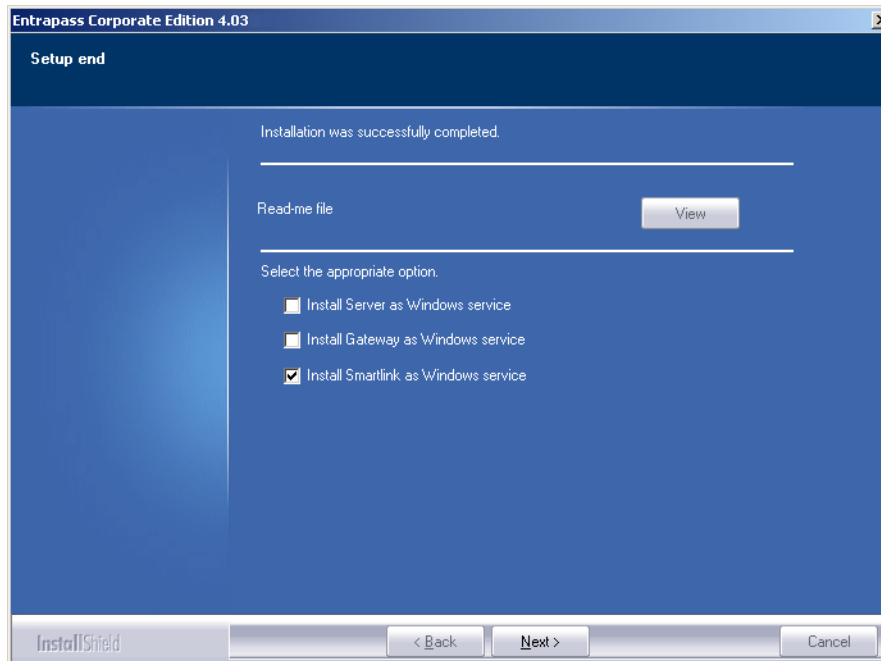 Entrapass Corporate Edition 4.03
Setup end
Installation was successfully completed.
Read-me file
View
Select the appropriate option.
Install Server as Windows service
Install Gateway as Windows service
Install Smartlink as Windows service
InstallShield
< Back
Next >
Cancel